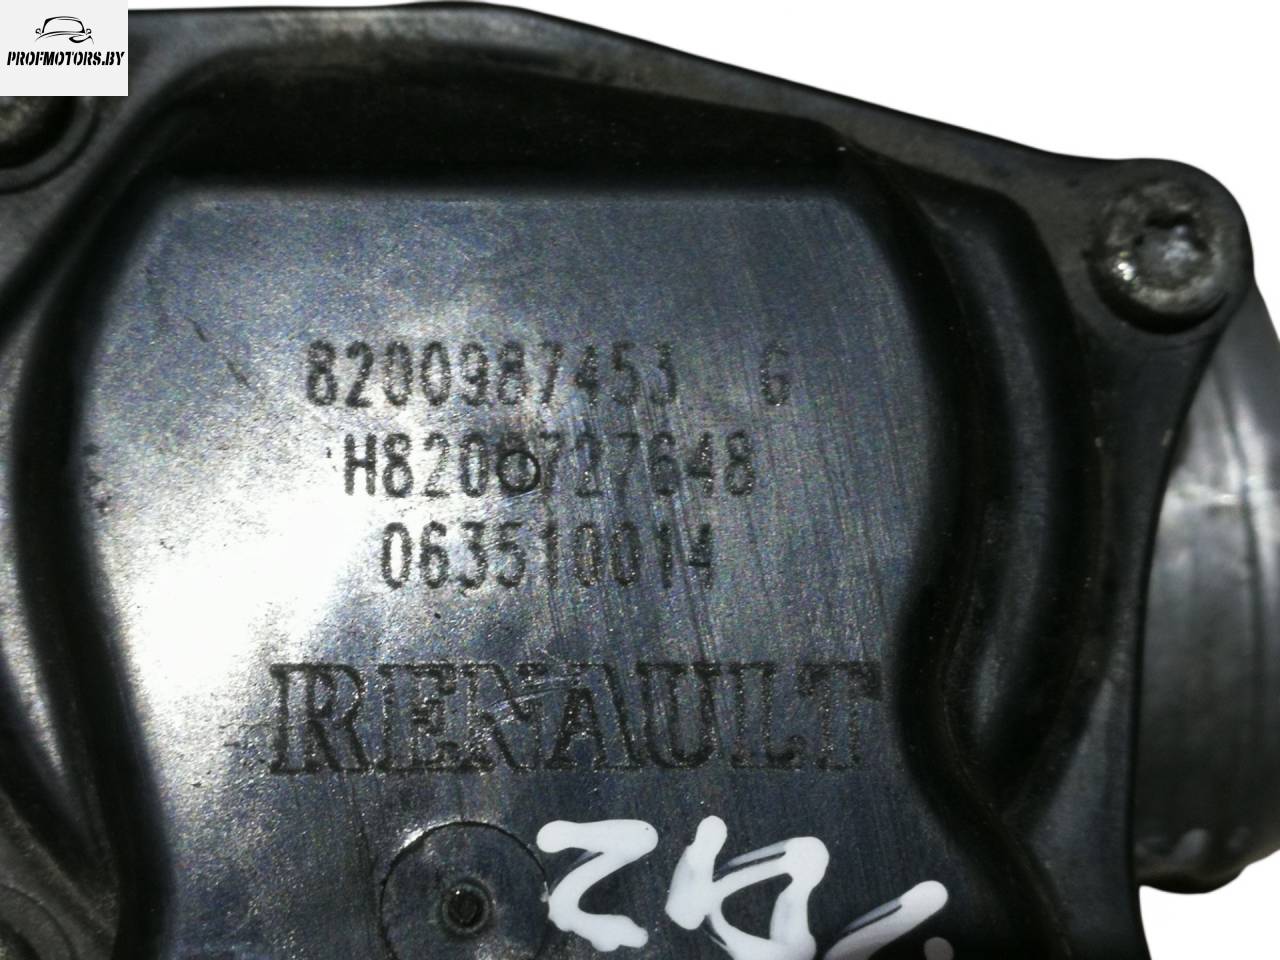 PROFMOTORS.BY
8200987453 G
H8200727648
063510014
RENAULT